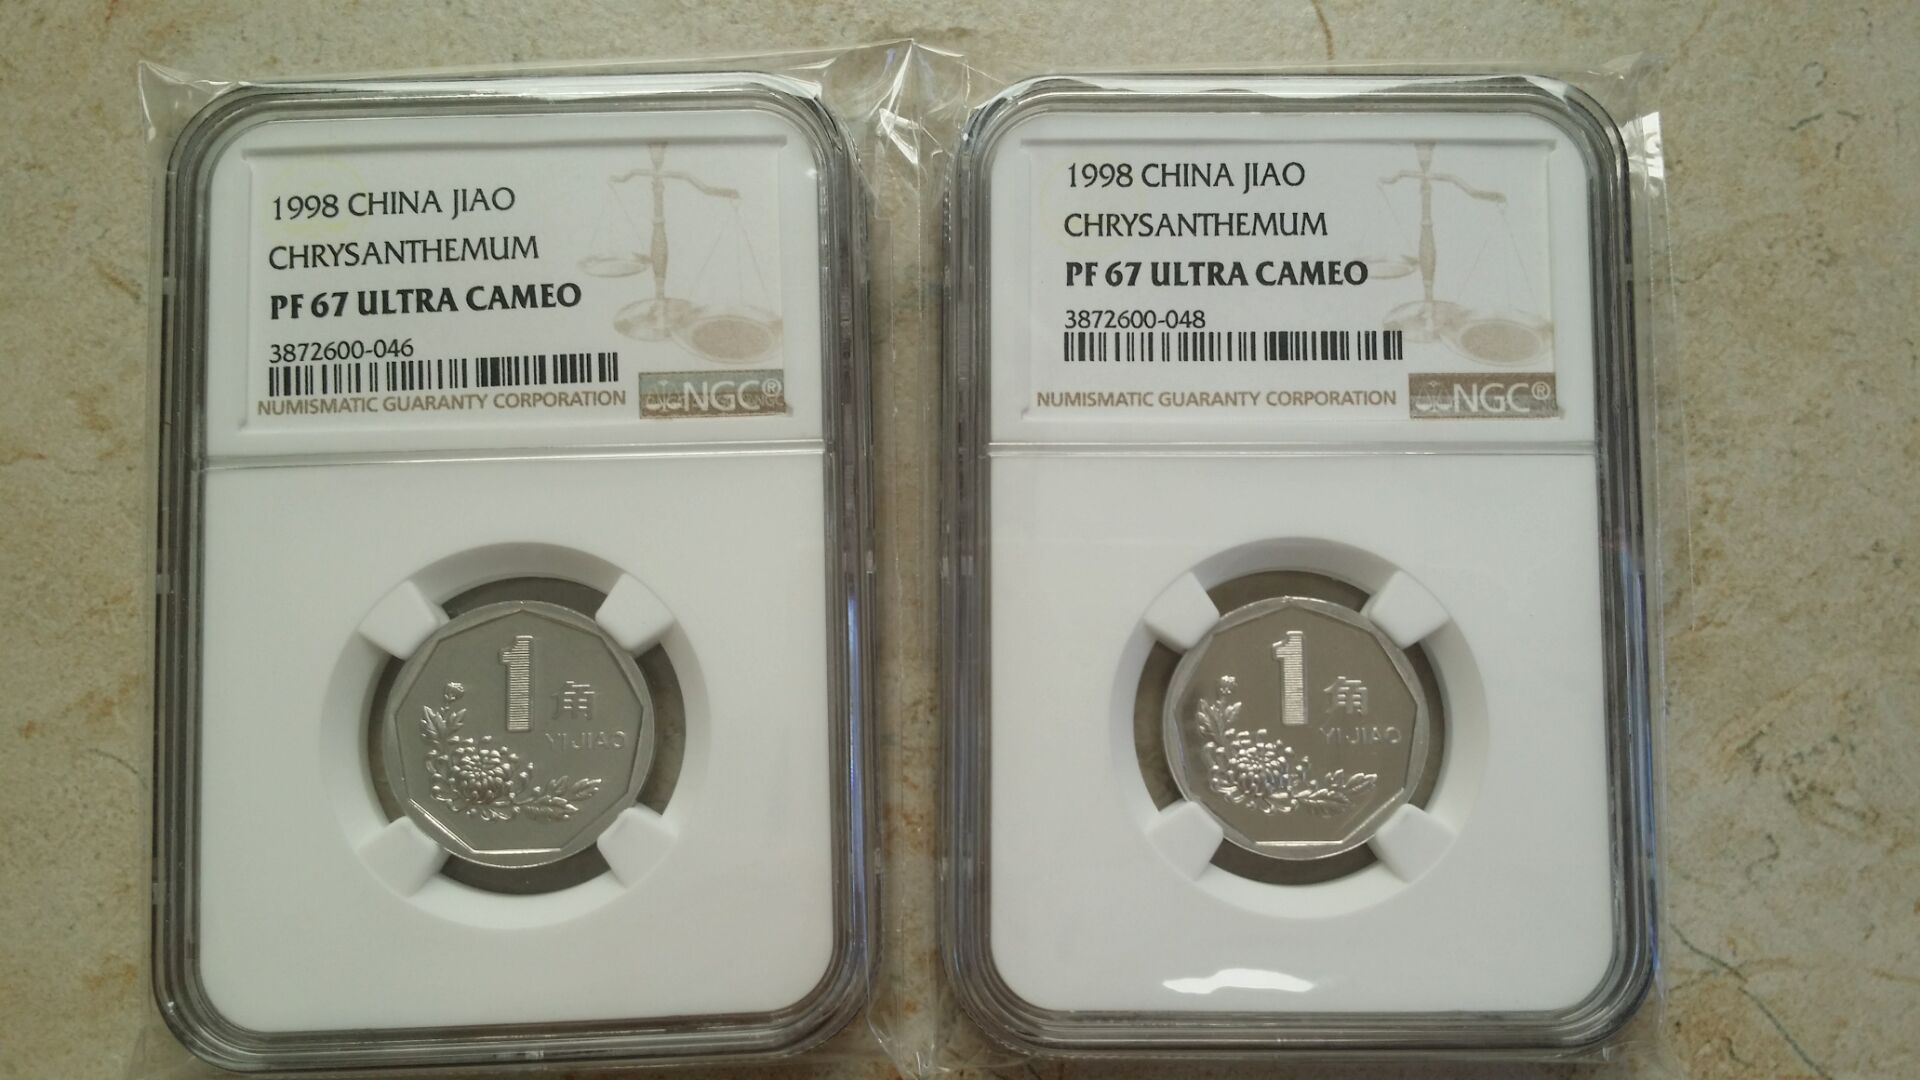 1998 CHINA JIAO
CHRYSANTHEMUM
PF 67 ULTRA CAMEO
3872600-046
NUMISMATIC GUARANTY CORPORATION
NGC®
1角
YI JIAO
1998 CHINA JIAO
CHRYSANTHEMUM
PF 67 ULTRA CAMEO
3872600-048
NUMISMATIC GUARANTY CORPORATION
NGC®
1角
YI JIAO